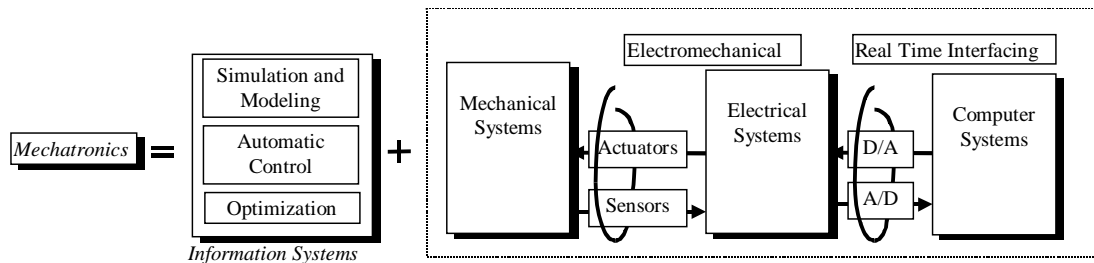 Mechatronics
=
Simulation and
Modeling
Automatic
Control
Optimization
Information Systems
+
Electromechanical
Real Time Interfacing
Mechanical
Systems
Actuators
Sensors
Electrical
Systems
D/A
A/D
Computer
Systems